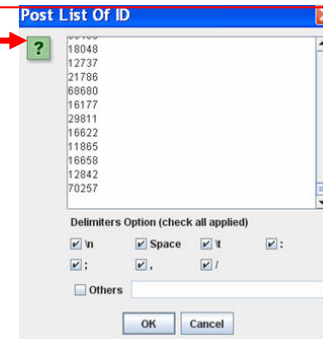 Post List Of ID
18048
12737
21786
68680
16177
29811
11865
16622
16658
12842
70257
Delimiters Option (check all applied)
\n Space \t :
; , /
Others
OK Cancel